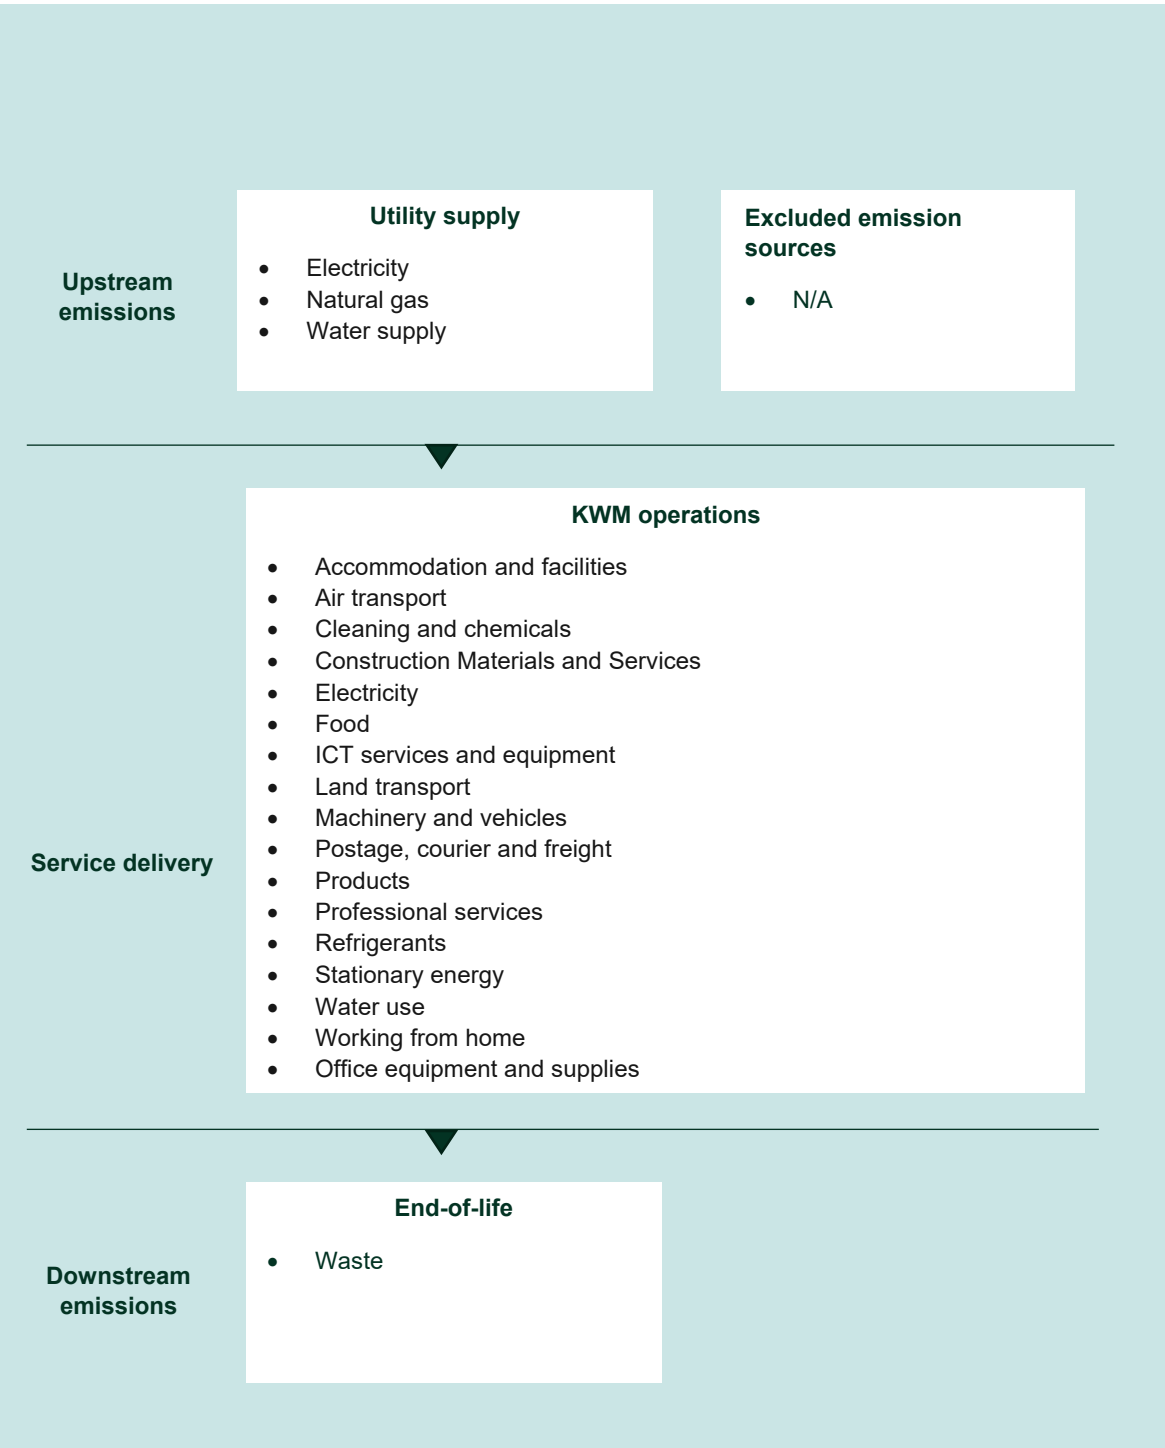 Upstream
emissions
Utility supply
• Electricity
• Natural gas
• Water supply
Excluded emission
sources
• N/A
Service delivery
KWM operations
• Accommodation and facilities
• Air transport
• Cleaning and chemicals
• Construction Materials and Services
• Electricity
• Food
• ICT services and equipment
• Land transport
• Machinery and vehicles
• Postage, courier and freight
• Products
• Professional services
• Refrigerants
• Stationary energy
• Water use
• Working from home
• Office equipment and supplies
Downstream
emissions
End-of-life
• Waste